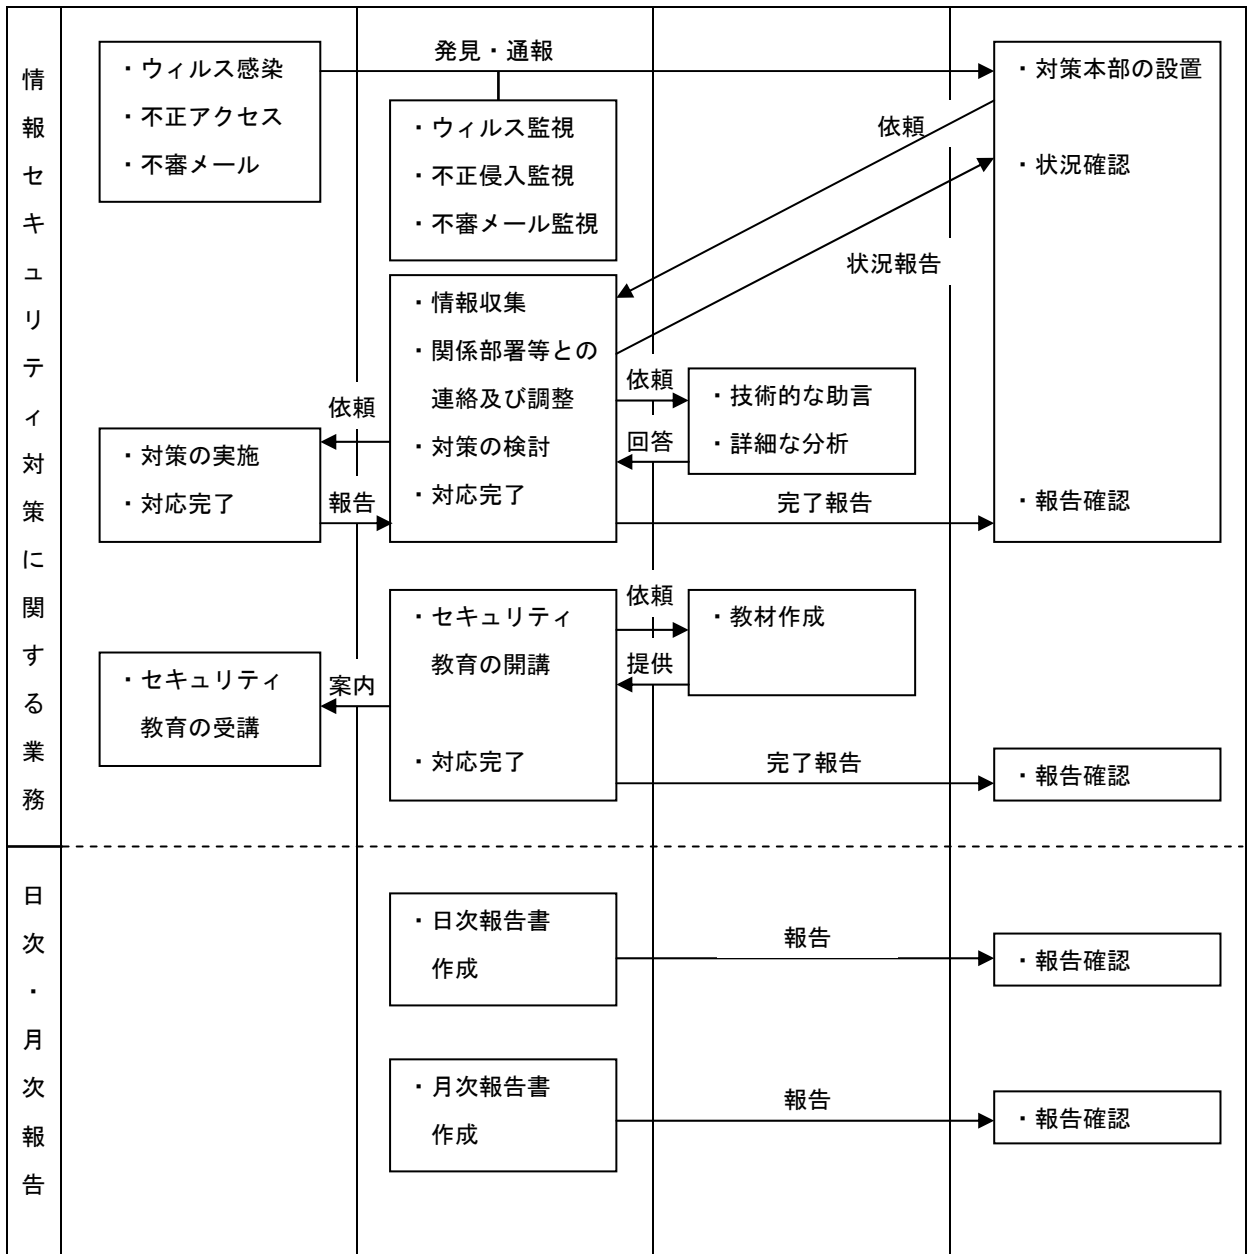 情報セキュリティ対策に関する業務
・ウィルス感染
・不正アクセス
・不審メール
発見・通報
・ウィルス監視
・不正侵入監視
・不審メール監視
・対策本部の設置
・状況確認
・報告確認
依頼
状況報告
・情報収集
・関係部署等との
連絡及び調整
・対策の検討
・対応完了
依頼
回答
・技術的な助言
・詳細な分析
依頼
・対策の実施
・対応完了
報告
完了報告
・セキュリティ
教育の開講
・対応完了
依頼
提供
・教材作成
案内
・セキュリティ
教育の受講
完了報告
・報告確認
日次・月次報告
・日次報告書
作成
報告
・報告確認
・月次報告書
作成
報告
・報告確認